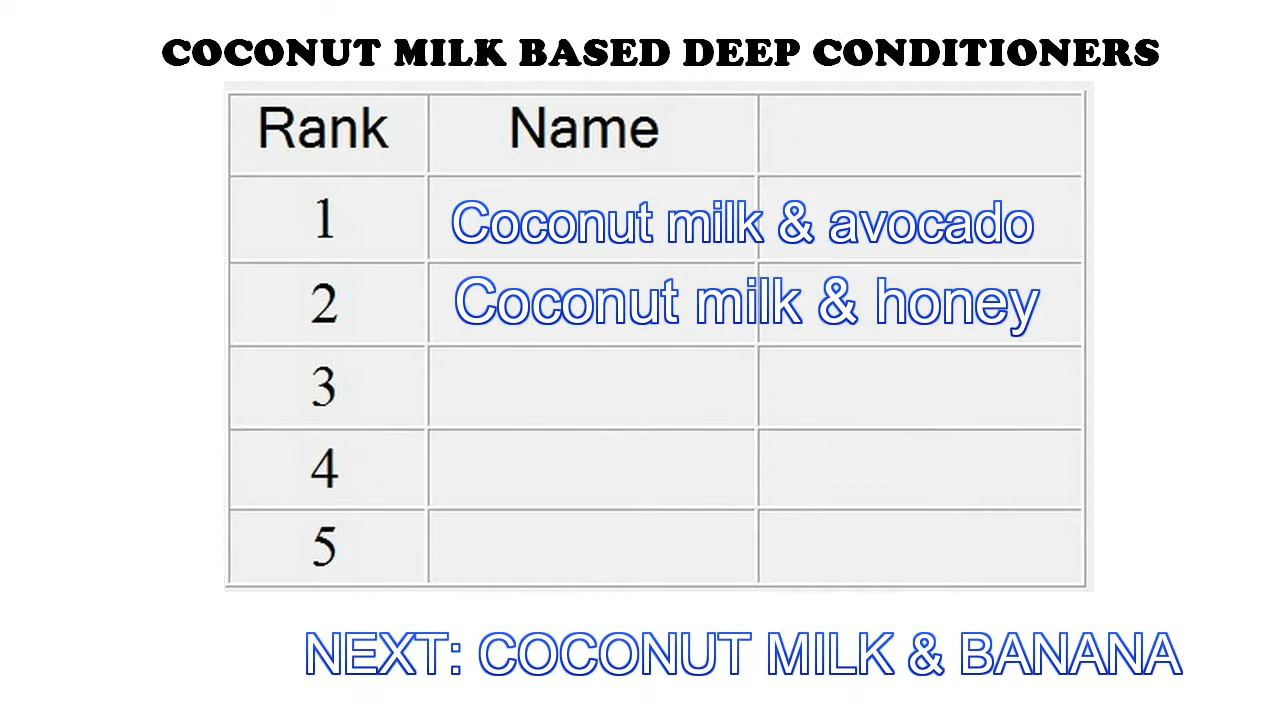 COCONUT MILK BASED DEEP CONDITIONERS
Rank Name
1 Coconut milk & avocado
2 Coconut milk & honey
3
4
5
NEXT: COCONUT MILK & BANANA